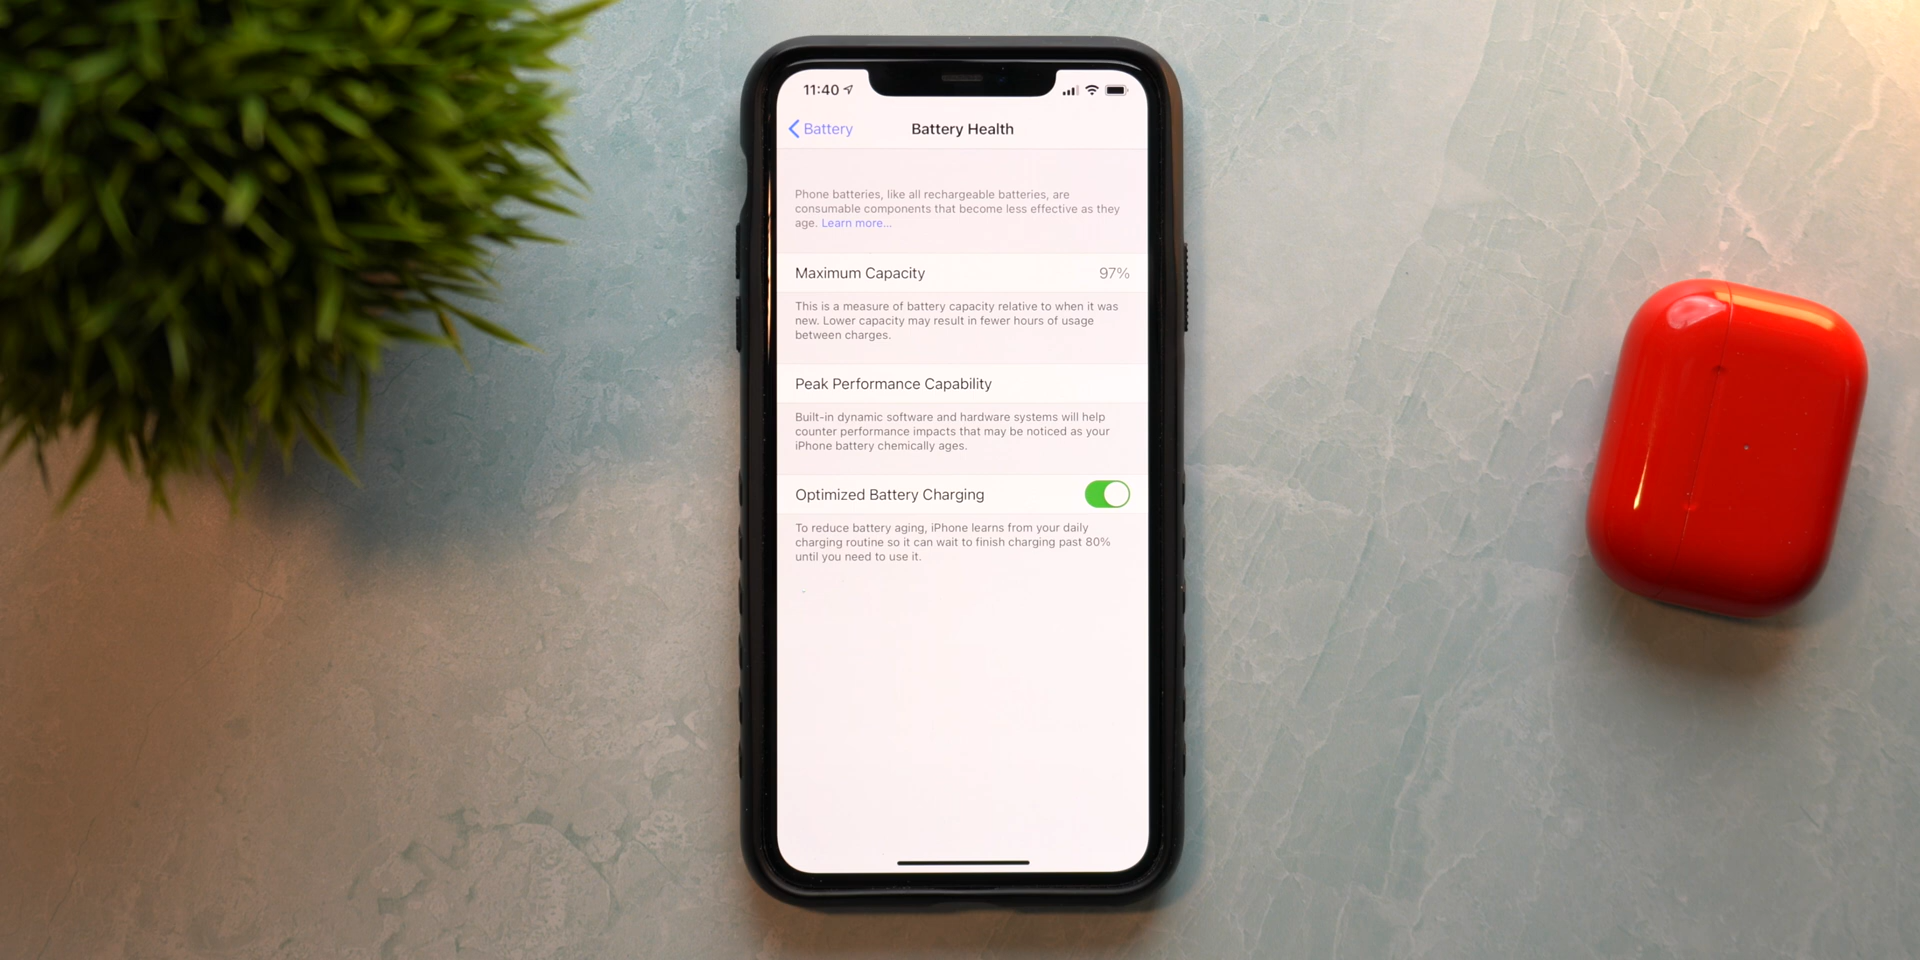 11:40
Battery
Battery Health
Phone batteries, like all rechargeable batteries, are
consumable components that become less effective as they
age. Learn more...
Maximum Capacity 97%
This is a measure of battery capacity relative to when it was
new. Lower capacity may result in fewer hours of usage
between charges.
Peak Performance Capability
Built-in dynamic software and hardware systems will help
counter performance impacts that may be noticed as your
iPhone battery chemically ages.
Optimized Battery Charging
To reduce battery aging, iPhone learns from your daily
charging routine so it can wait to finish charging past 80%
until you need to use it.